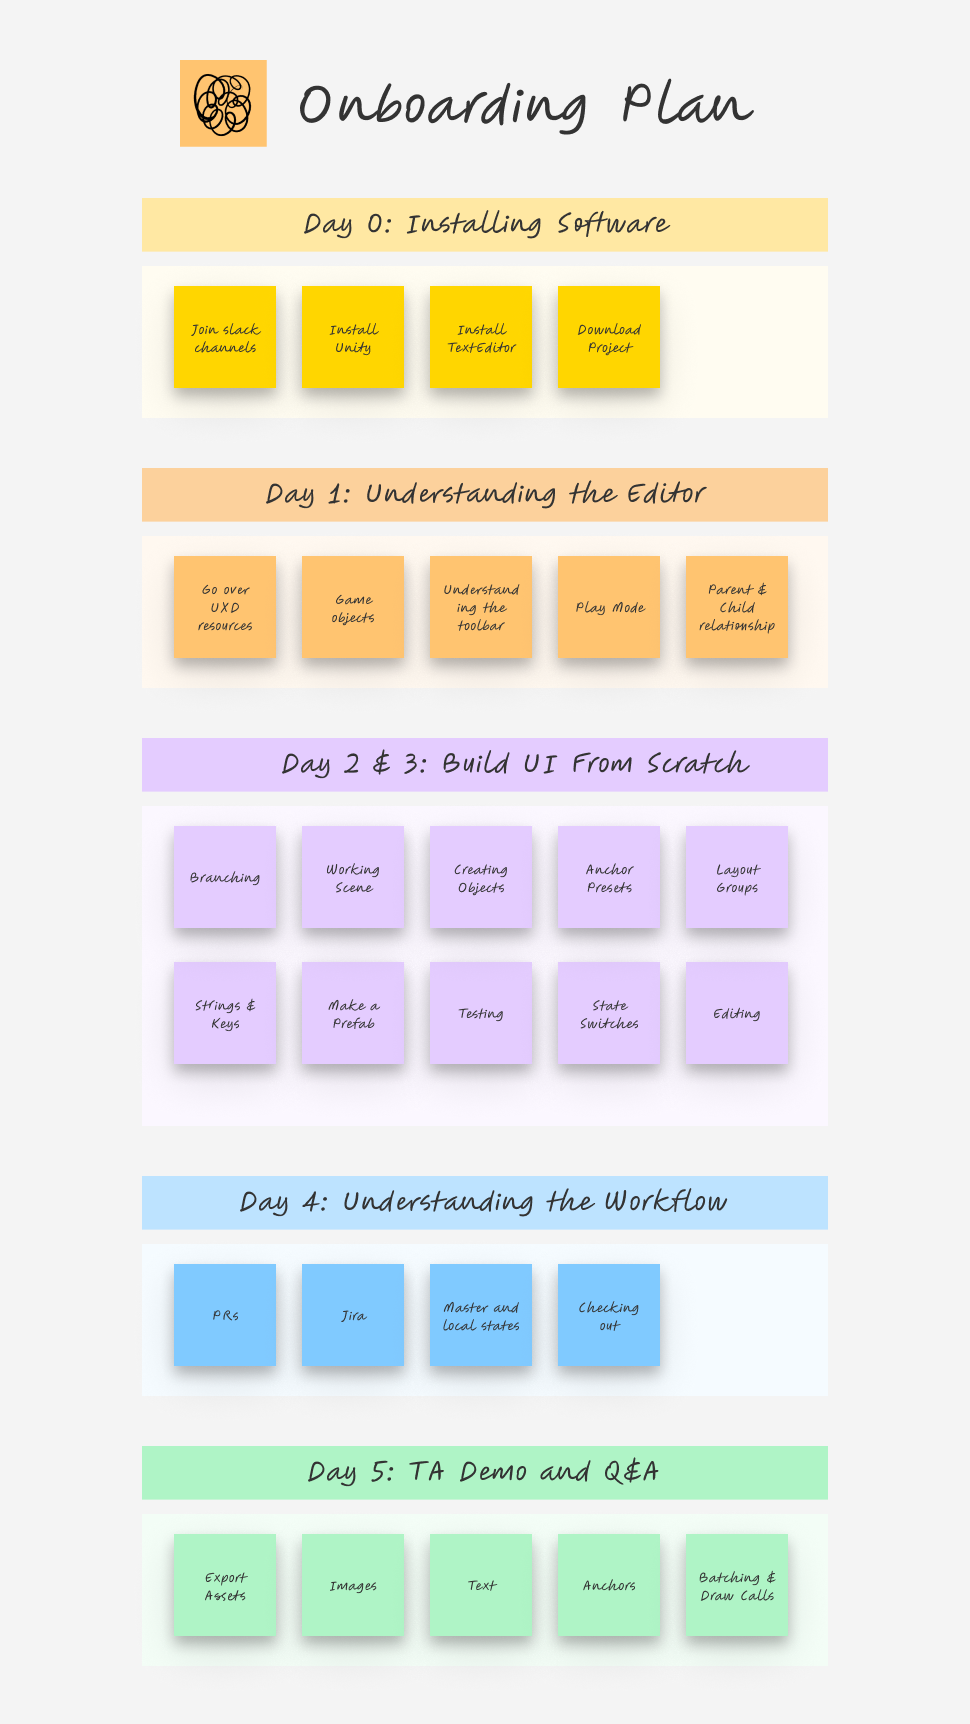 Onboarding Plan
Day 0: Installing Software
Join slack
channels
Install
Unity
Install
TextEditor
Download
Project
Day 1: Understanding the Editor
Go over
UXD
resources
Game
objects
Understand
ing the
toolbar
Play Mode
Parent &
Child
relationship
Day 2 & 3: Build UI From Scratch
Branching
Working
Scene
Creating
Objects
Anchor
Presets
Layout
Groups
Strings &
Keys
Make a
Prefab
Testing
State
Switches
Editing
Day 4: Understanding the Workflow
PRs
Jira
Master and
local states
Checking
out
Day 5: TA Demo and Q&A
Export
Assets
Images
Text
Anchors
Batching &
Draw Calls